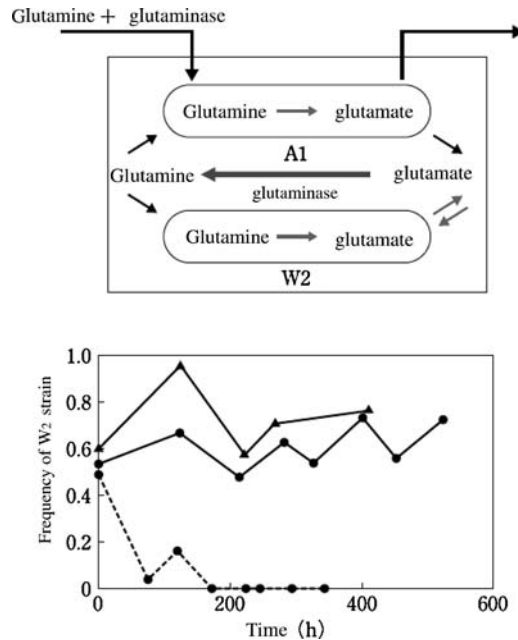 Glutamine + glutaminase
Glutamine glutamate
A1
Glutamine glutamate
glutaminase
Glutamine glutamate
W2
Frequency of W2 strain
1.0
0.8
0.6
0.4
0.2
0
0 200 400 600
Time (h)